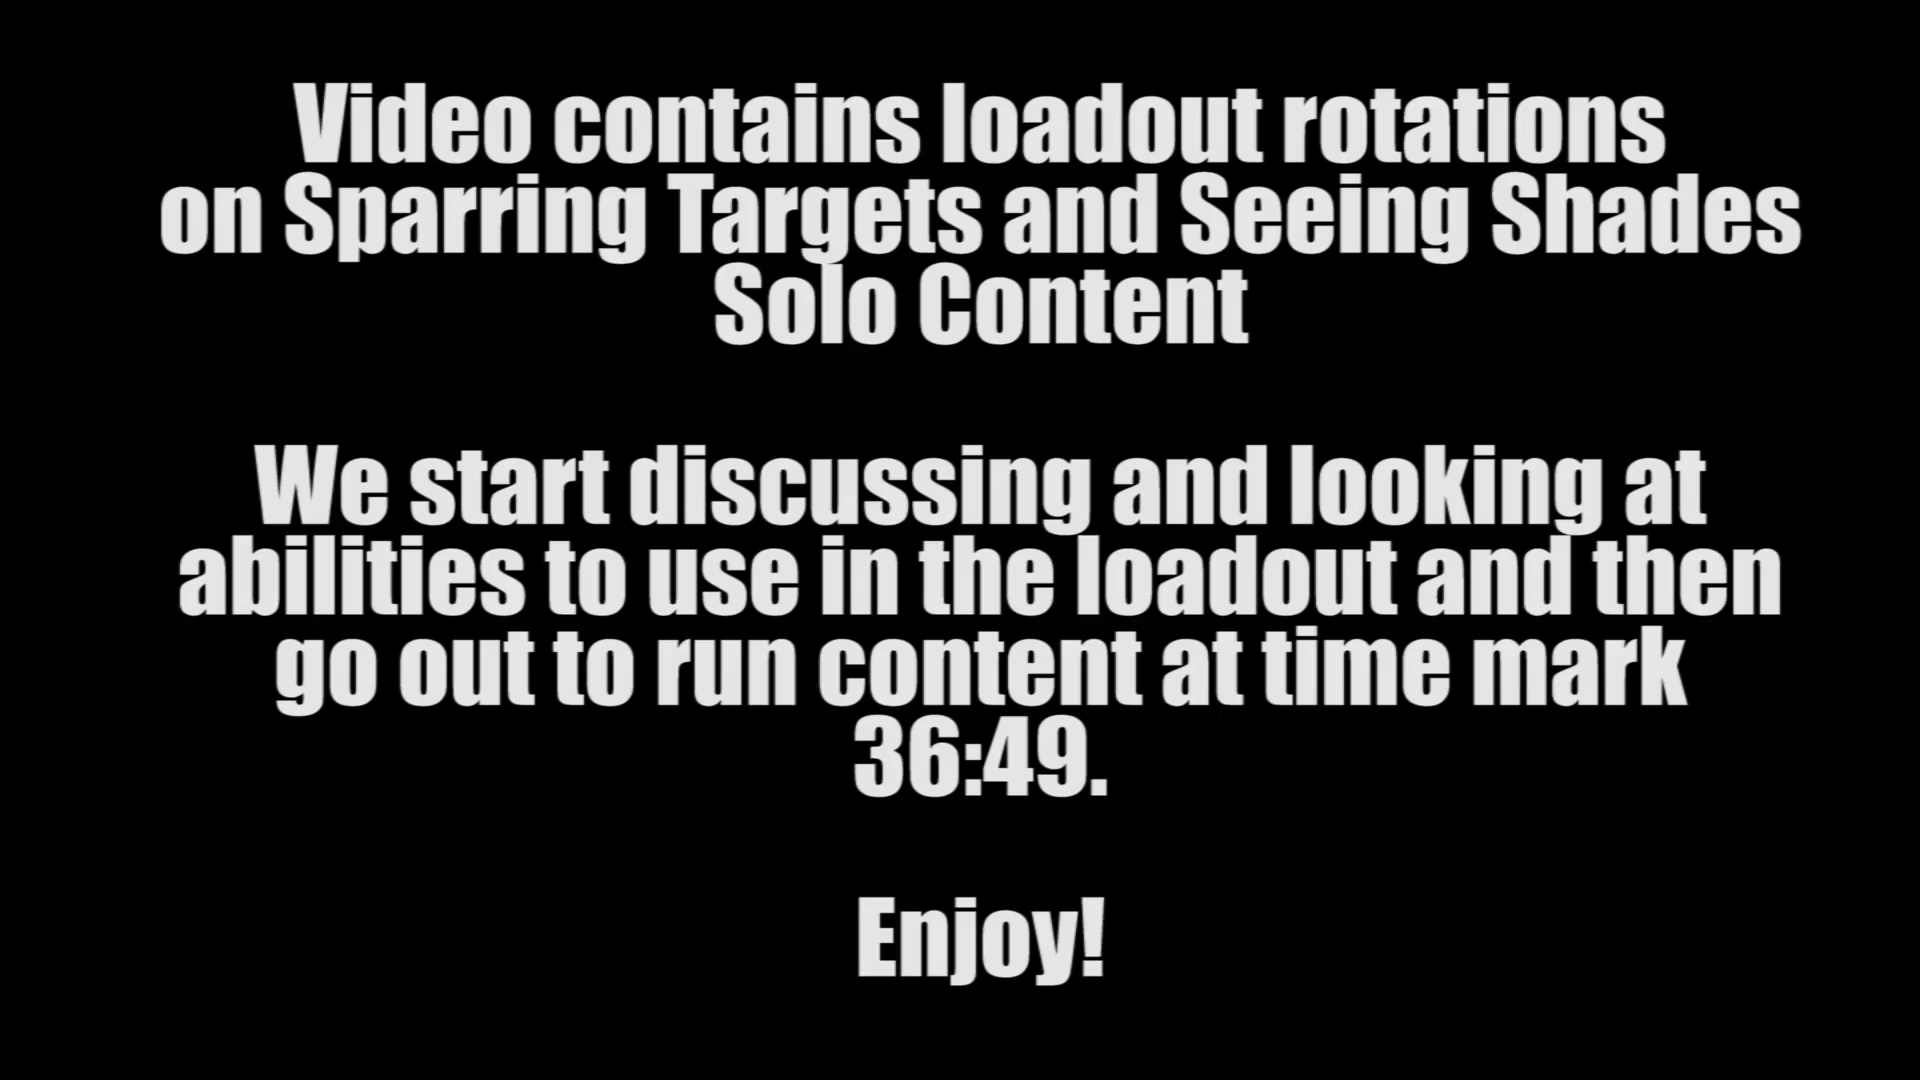 Video contains loadout rotations
on Sparring Targets and Seeing Shades
Solo Content
We start discussing and looking at
abilities to use in the loadout and then
go out to run content at time mark
36:49.
Enjoy!